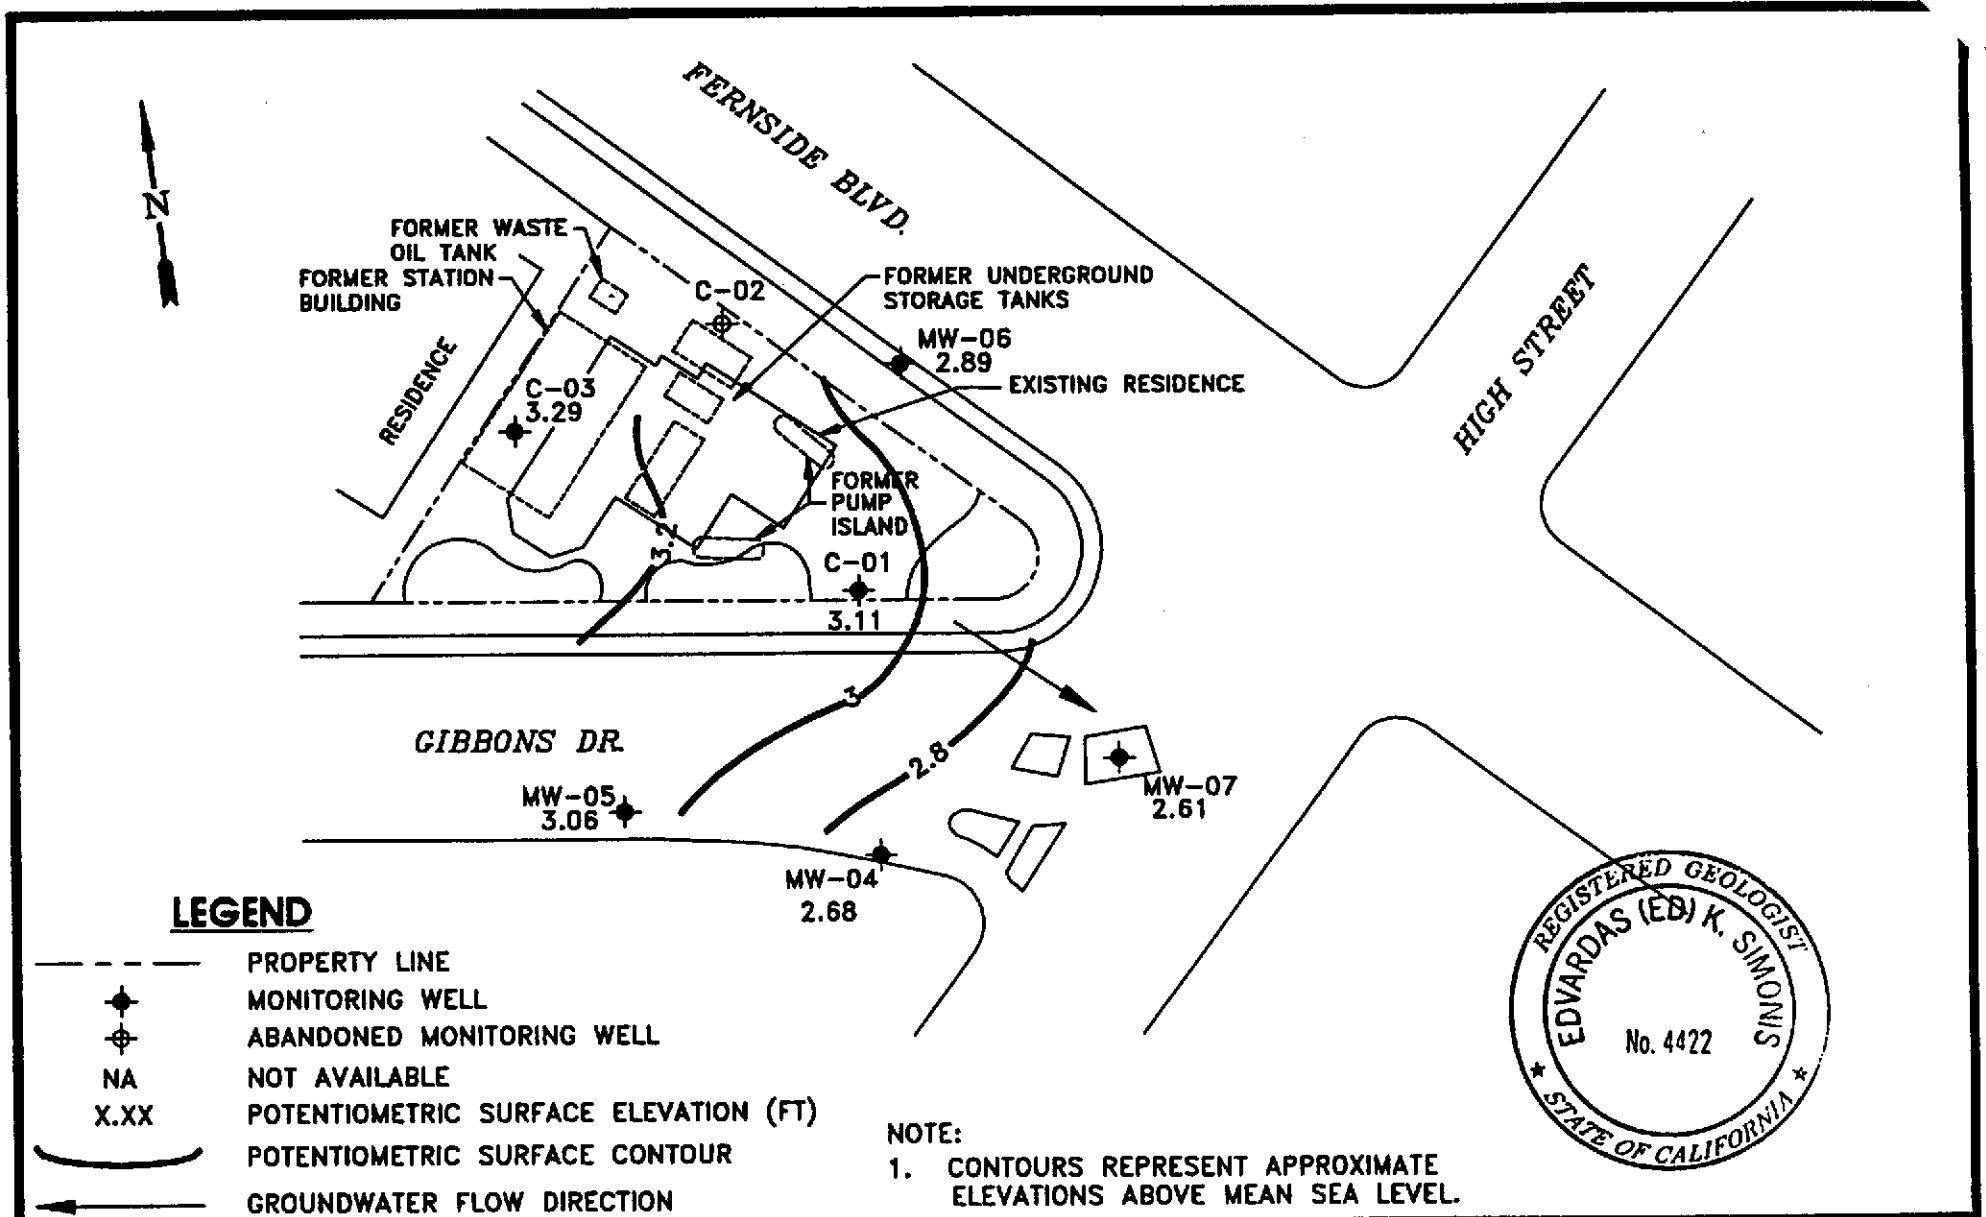 FERNSIDE BLVD.
N
FORMER WASTE
OIL TANK
FORMER STATION
BUILDING
C-02
FORMER UNDERGROUND
STORAGE TANKS
MW-06
2.89
EXISTING RESIDENCE
HIGH STREET
RESIDENCE
C-03
3.29
FORMER
PUMP
ISLAND
3.2
C-01
3.11
3
GIBBONS DR.
2.8
MW-05
3.06
MW-07
2.61
MW-04
2.68
LEGEND
PROPERTY LINE
MONITORING WELL
ABANDONED MONITORING WELL
NA NOT AVAILABLE
X.XX POTENTIOMETRIC SURFACE ELEVATION (FT)
POTENTIOMETRIC SURFACE CONTOUR
GROUNDWATER FLOW DIRECTION
NOTE:
1. CONTOURS REPRESENT APPROXIMATE
ELEVATIONS ABOVE MEAN SEA LEVEL.
REGISTERED GEOLOGIST
EDVARDAS (ED) K. SIMONIS
No. 4422
★ STATE OF CALIFORNIA ★